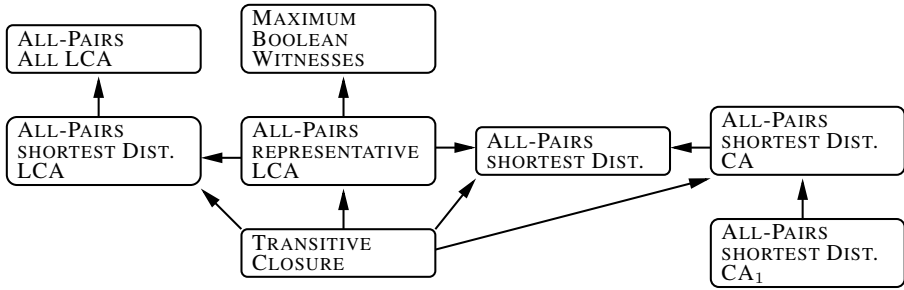 ALL-PAIRS
ALL LCA
MAXIMUM
BOOLEAN
WITNESSES
ALL-PAIRS
SHORTEST DIST.
LCA
ALL-PAIRS
REPRESENTATIVE
LCA
ALL-PAIRS
SHORTEST DIST.
ALL-PAIRS
SHORTEST DIST.
CA
TRANSITIVE
CLOSURE
ALL-PAIRS
SHORTEST DIST.
CA₁